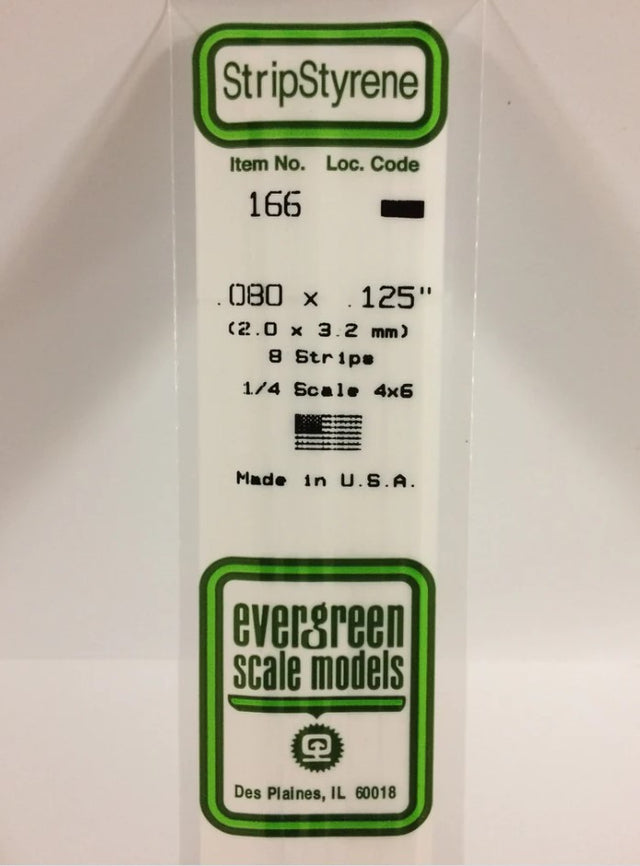 StripStyrene
Item No. Loc. Code
166
.080 x .125"
(2.0 x 3.2 mm)
8 Strips
1/4 Scale 4x6
Made in U.S.A.
evergreen
scale models
Des Plaines, IL 60018